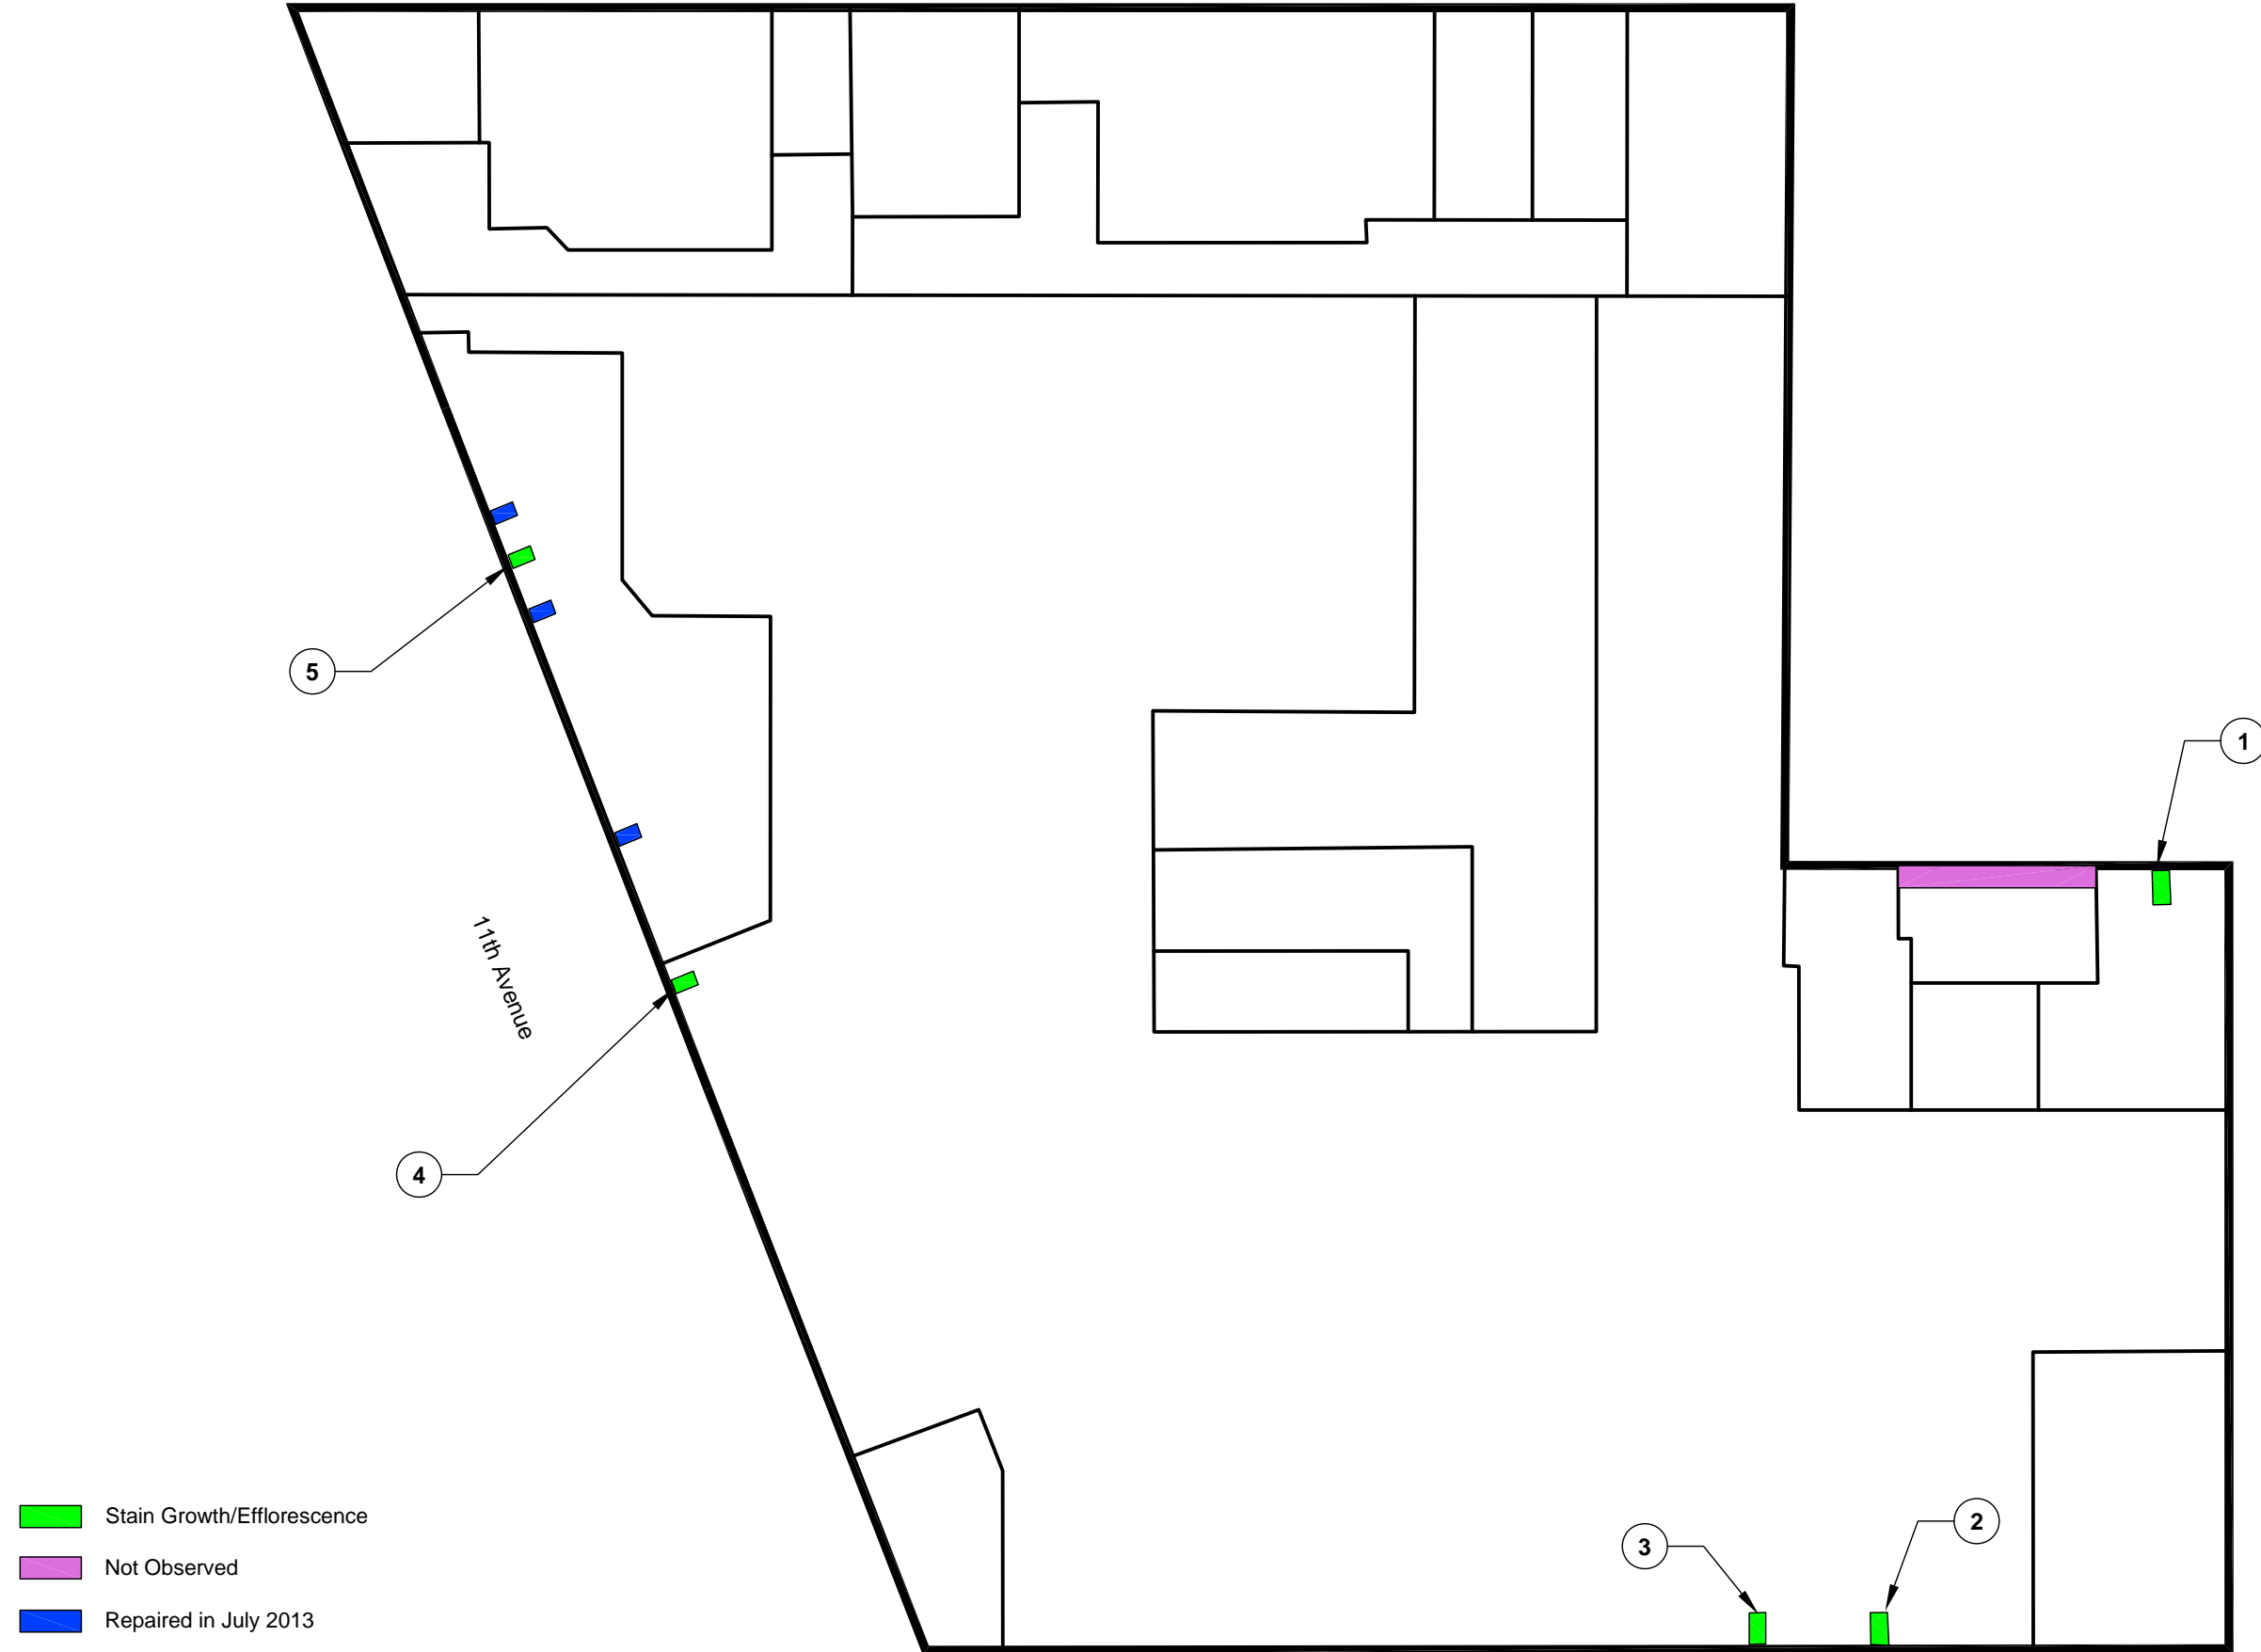 5
1
11th Avenue
4
Stain Growth/Efflorescence
2
3
Not Observed
Repaired in July 2013